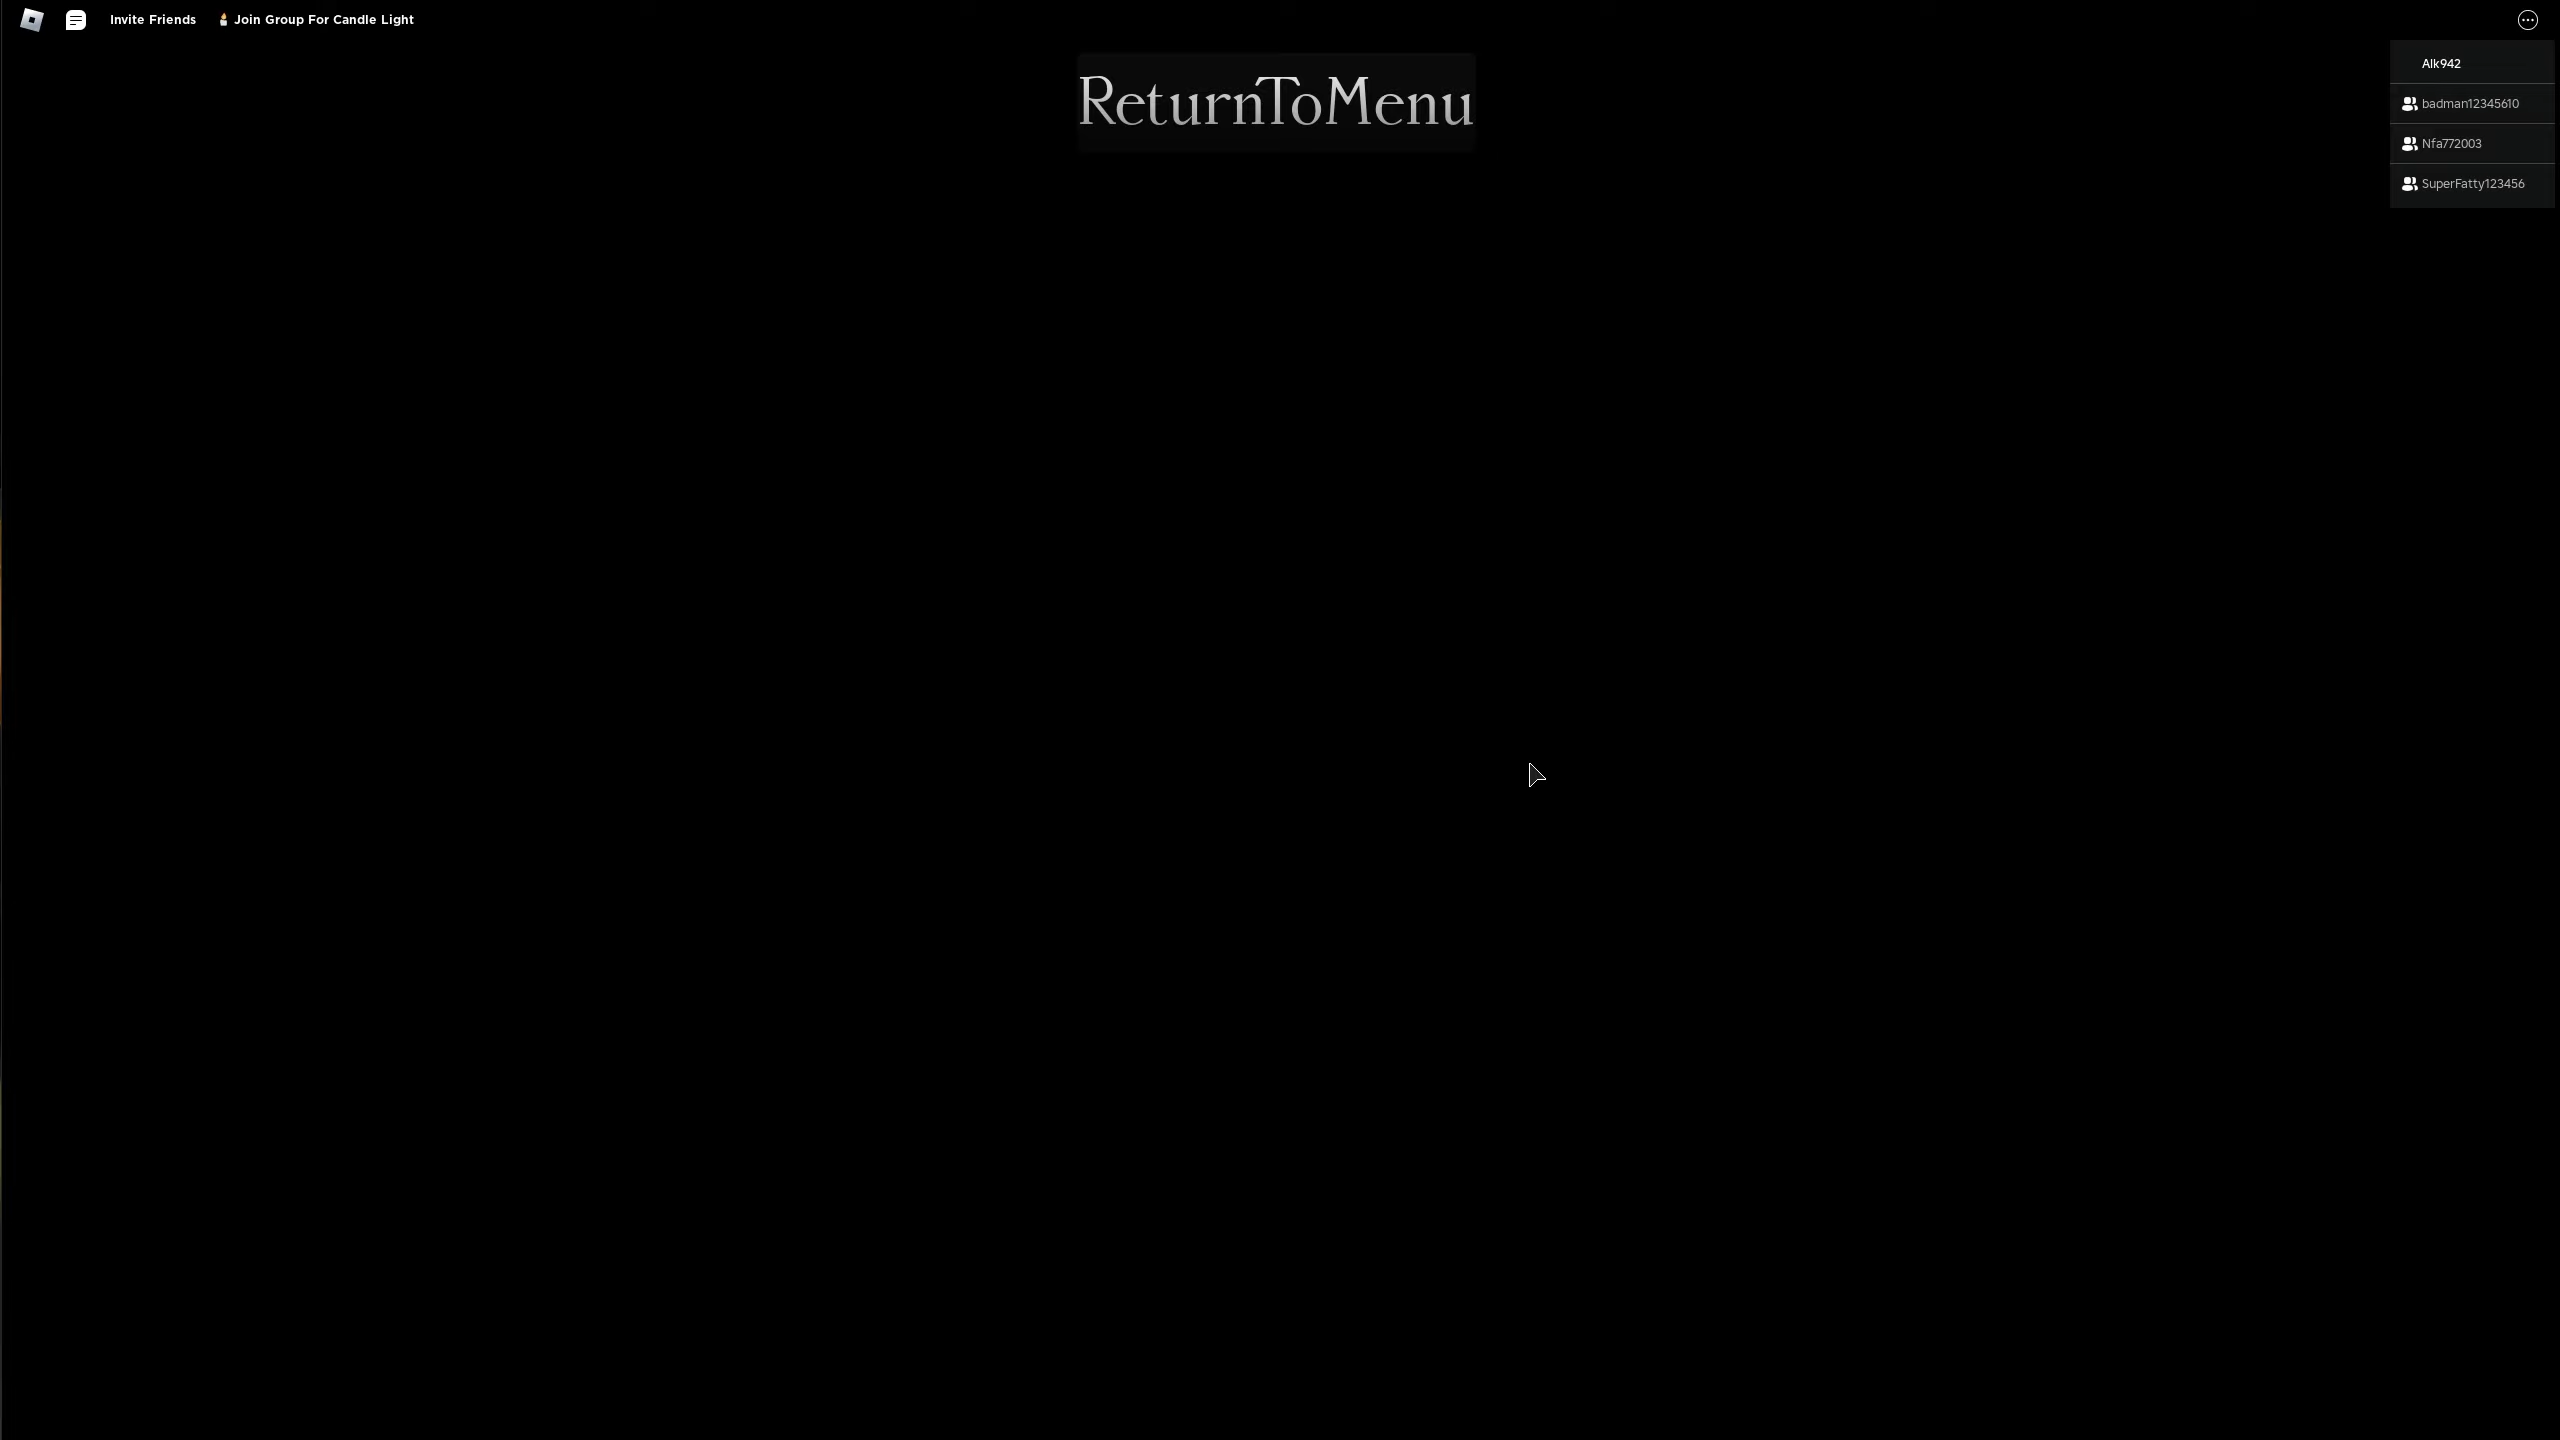 Invite Friends
Join Group For Candle Light
ReturnToMenu
Alk942
badman12345610
Nfa772003
SuperFatty123456